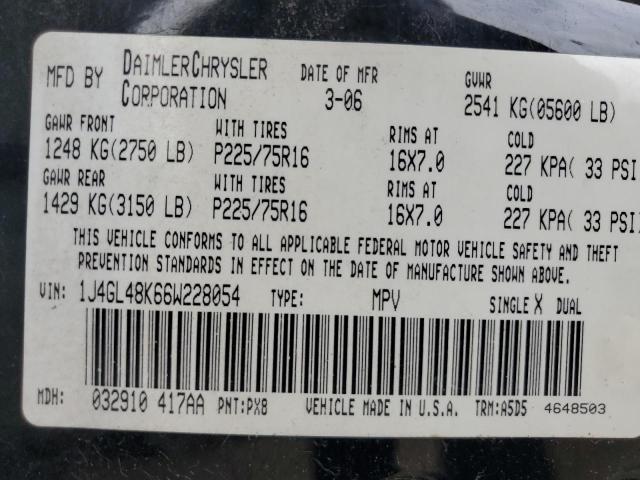 MFD BY DAIMLERCHRYSLER CORPORATION DATE OF MFR 3-06 GVWR 2541 KG(05600 LB)
GAWR FRONT WITH TIRES RIMS AT COLD
1248 KG(2750 LB) P225/75R16 16X7.0 227 KPA( 33 PSI)
GAWR REAR WITH TIRES RIMS AT COLD
1429 KG(3150 LB) P225/75R16 16X7.0 227 KPA( 33 PSI)
THIS VEHICLE CONFORMS TO ALL APPLICABLE FEDERAL MOTOR VEHICLE SAFETY AND THEFT
PREVENTION STANDARDS IN EFFECT ON THE DATE OF MANUFACTURE SHOWN ABOVE.
VIN: 1J4GL48K66W228054 TYPE: MPV SINGLE X DUAL
MDH: 032910 417AA PNT:PX8 VEHICLE MADE IN U.S.A. TRM:A5D5 4648503